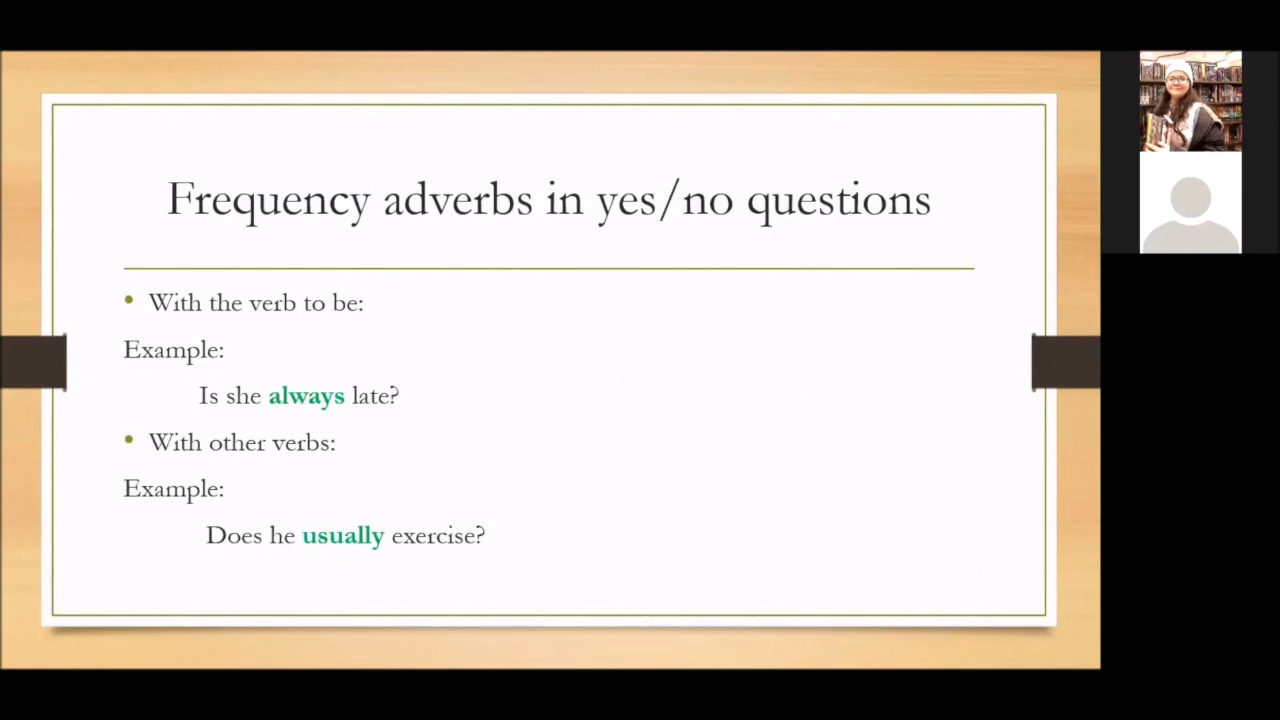 Frequency adverbs in yes/no questions
• With the verb to be:
Example:
Is she always late?
• With other verbs:
Example:
Does he usually exercise?